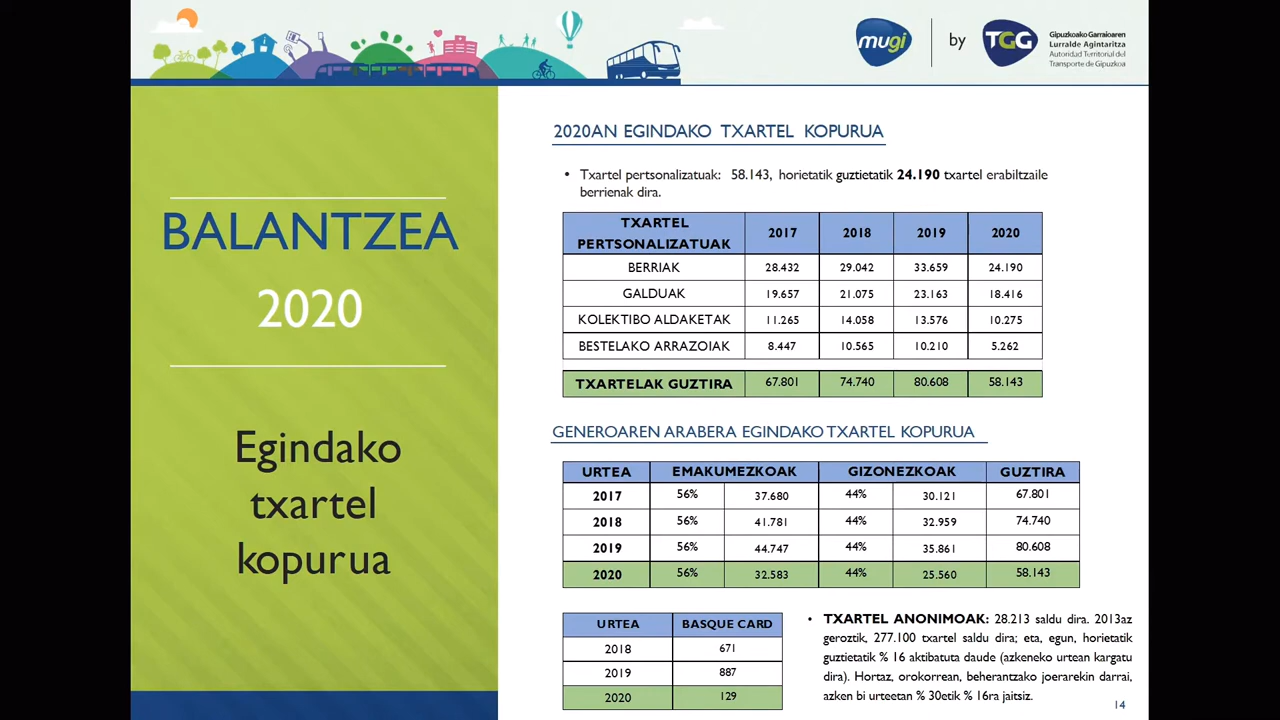 mugi
by
TGG
Gipuzkoako Garraioaren
Lurralde Agintaritza
Autoridad Territorial del
Transporte de Gipuzkoa
BALANTZEA
2020
Egindako
txartel
kopurua
2020AN EGINDAKO TXARTEL KOPURUA
• Txartel pertsonalizatuak: 58.143, horietatik guztietatik 24.190 txartel erabiltzaile
berrienak dira.
TXARTEL
PERTSONALIZATUAK 2017 2018 2019 2020
BERRIAK 28.432 29.042 33.659 24.190
GALDUAK 19.657 21.075 23.163 18.416
KOLEKTIBO ALDAKETAK 11.265 14.058 13.576 10.275
BESTELAKO ARRAZOIAK 8.447 10.565 10.210 5.262
TXARTELAK GUZTIRA 67.801 74.740 80.608 58.143
GENEROAREN ARABERA EGINDAKO TXARTEL KOPURUA
URTEA EMAKUMEZKOAK GIZONEZKOAK GUZTIRA
2017 56% 37.680 44% 30.121 67.801
2018 56% 41.781 44% 32.959 74.740
2019 56% 44.747 44% 35.861 80.608
2020 56% 32.583 44% 25.560 58.143
URTEA BASQUE CARD
2018 671
2019 887
2020 129
• TXARTEL ANONIMOAK: 28.213 saldu dira. 2013az
geroztik, 277.100 txartel saldu dira; eta, egun, horietatik
guztietatik % 16 aktibatuta daude (azkeneko urtean kargatu
dira). Hortaz, orokorrean, beherantzako joerarekin darrai,
azken bi urteetan % 30etik % 16ra jaitsiz.
14